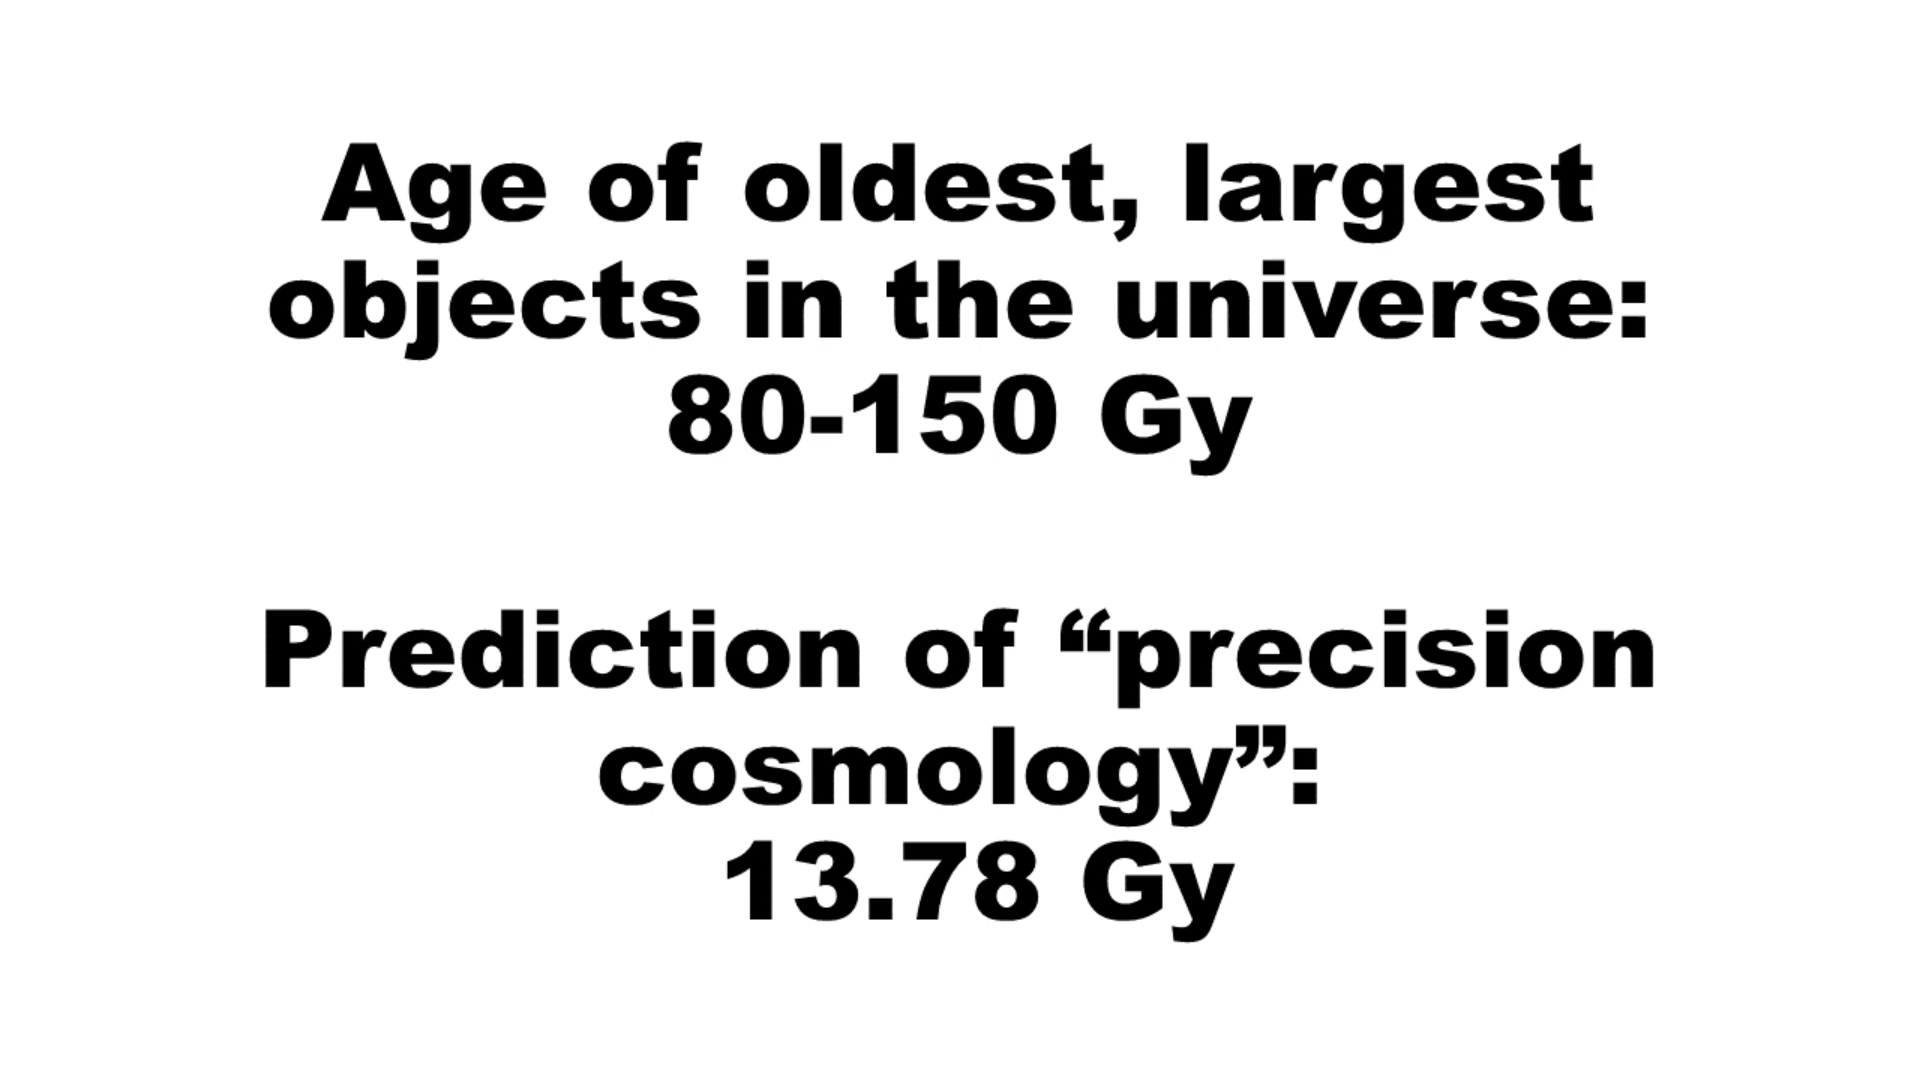 Age of oldest, largest
objects in the universe:
80-150 Gy
Prediction of “precision
cosmology”:
13.78 Gy